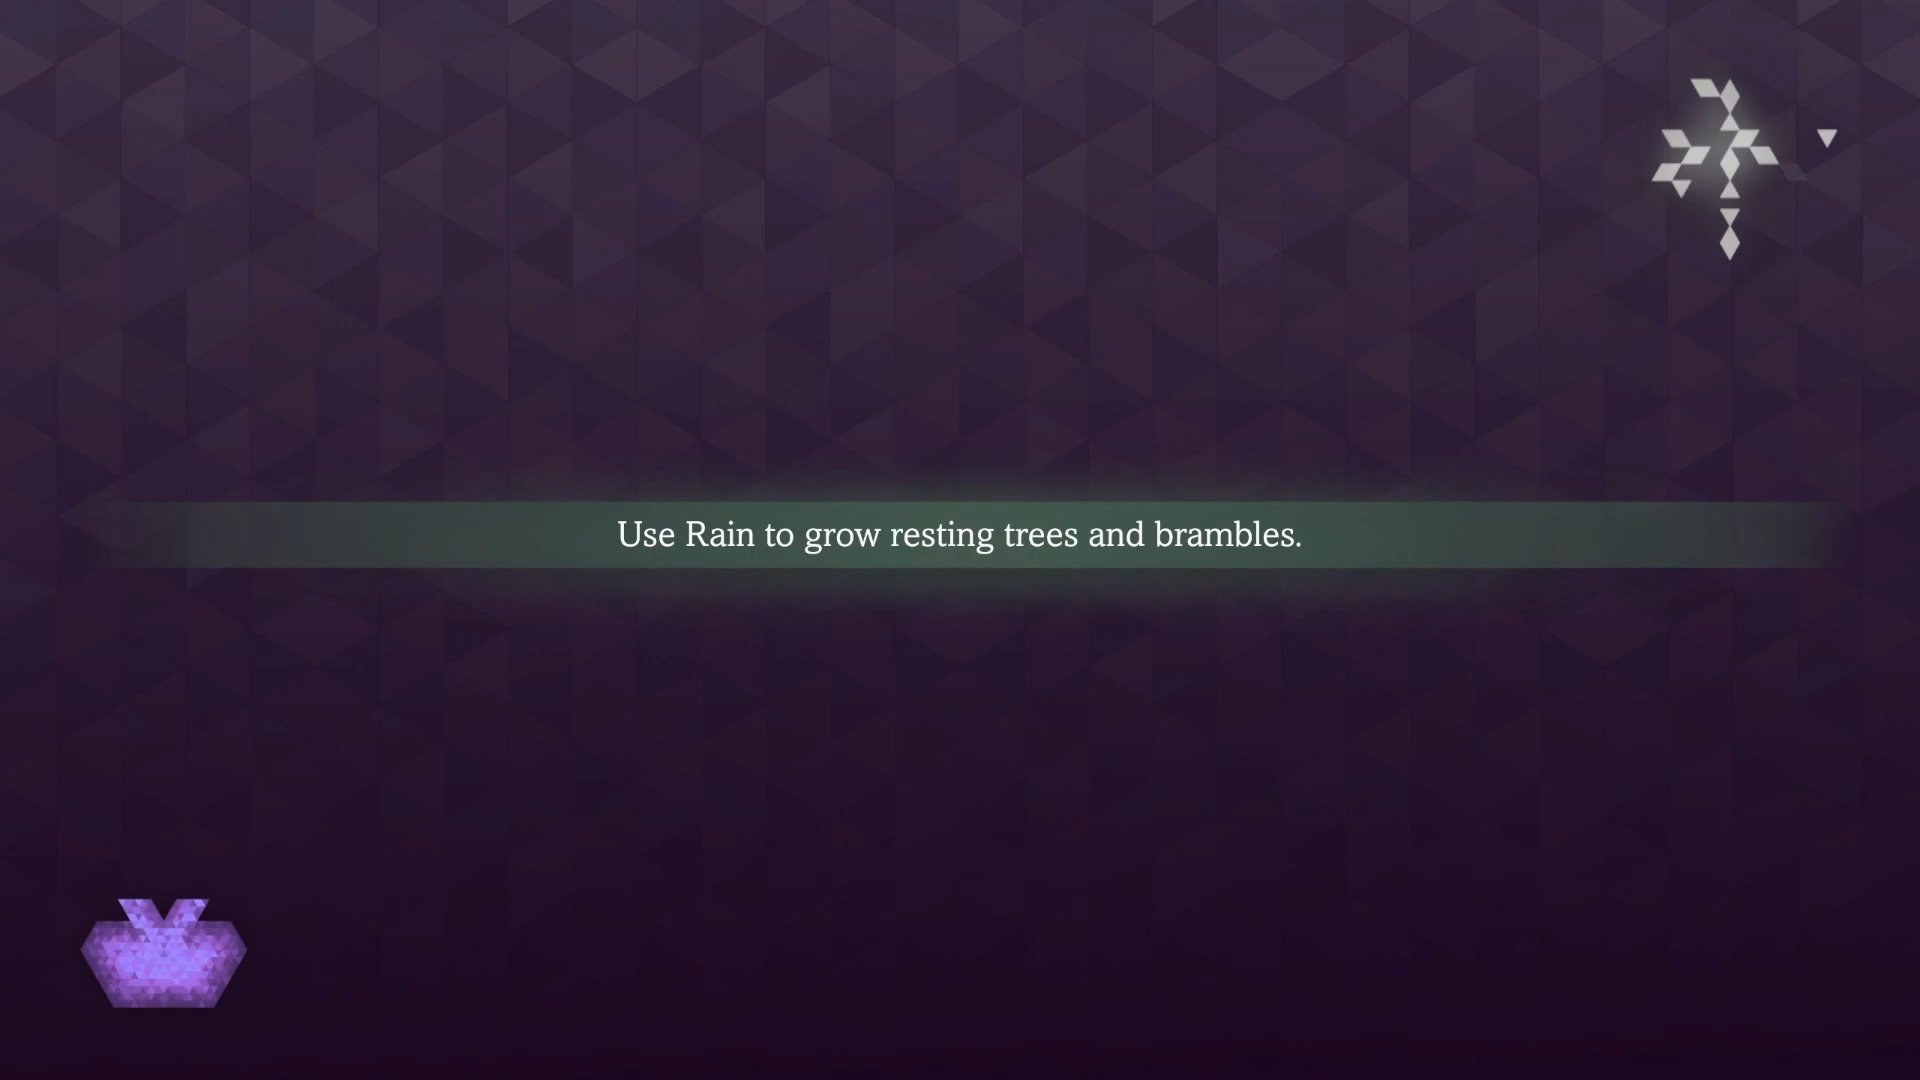 Use Rain to grow resting trees and brambles.